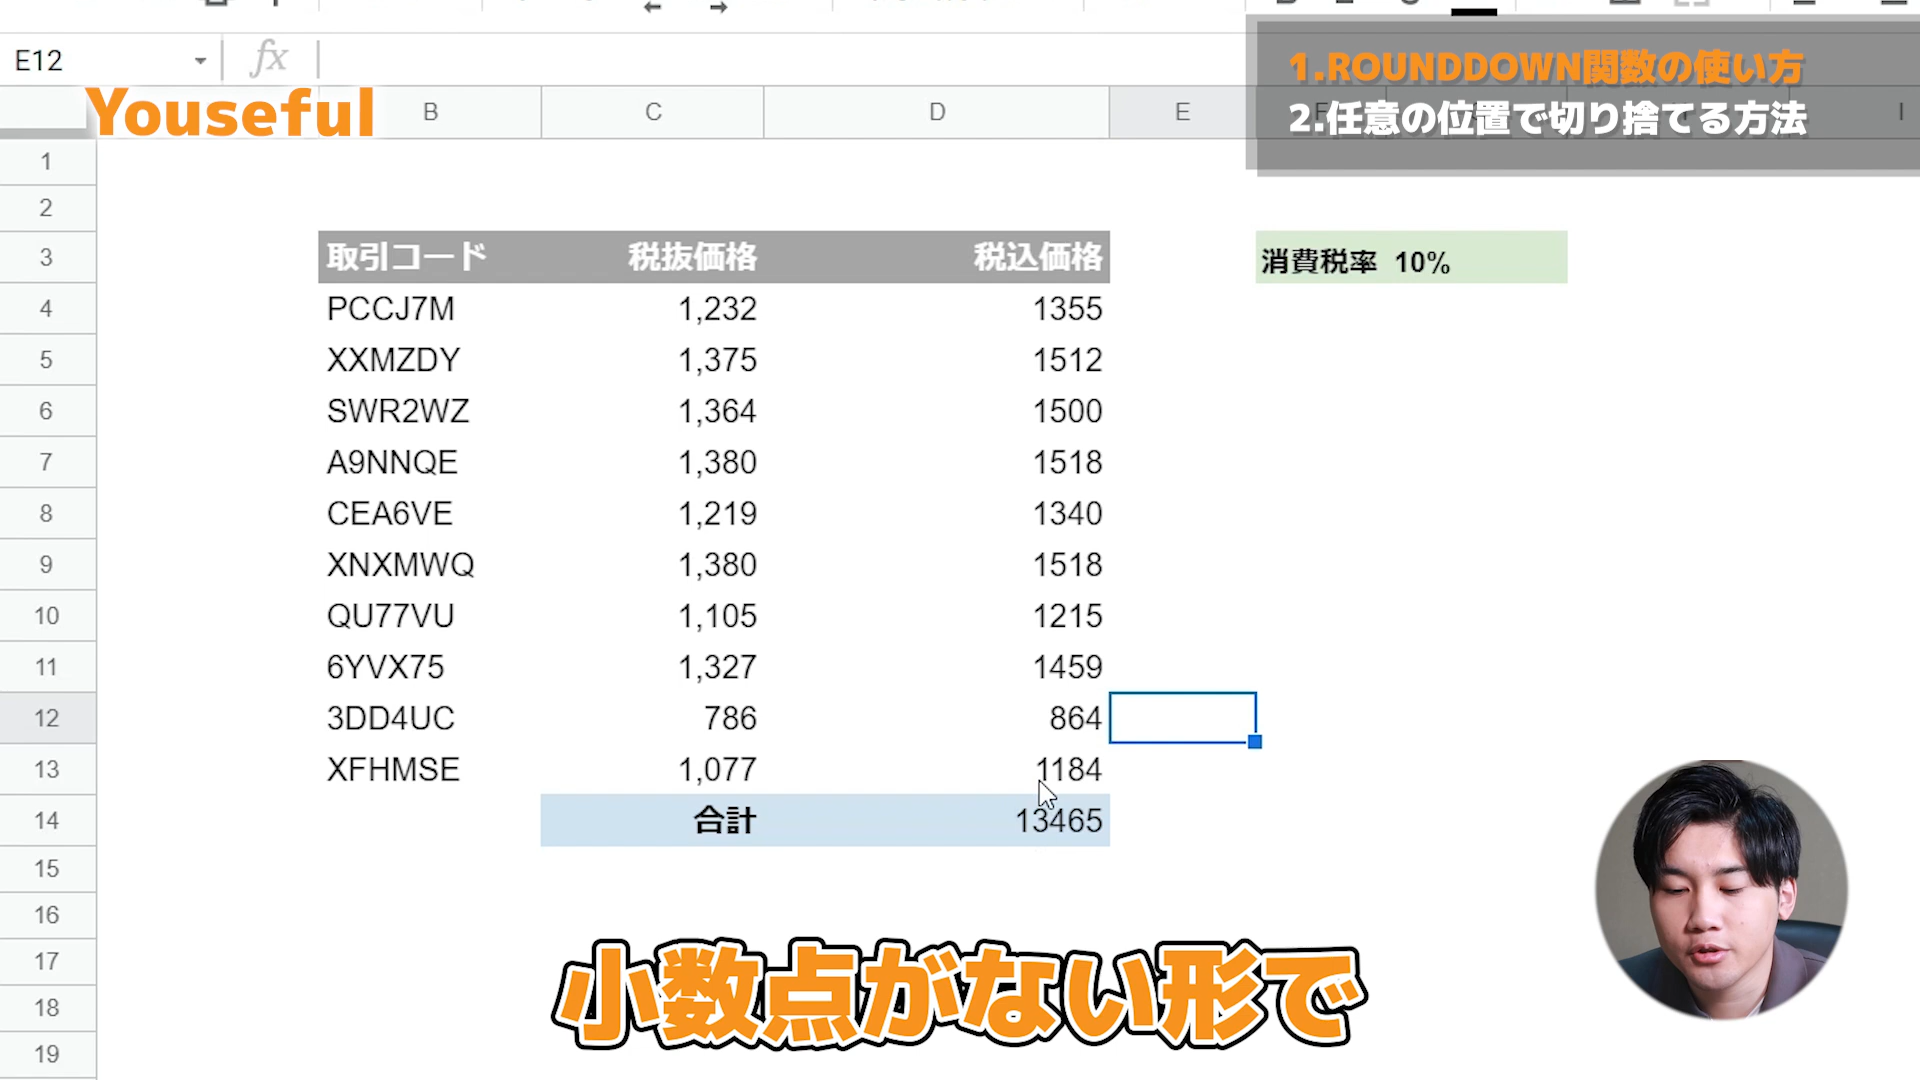 E12
fx
1.ROUNDDOWN関数の使い方
2.任意の位置で切り捨てる方法
Youseful
B C D E I
1
2
3 取引コード 税抜価格 税込価格 消費税率 10%
4 PCCJ7M 1,232 1355
5 XXMZDY 1,375 1512
6 SWR2WZ 1,364 1500
7 A9NNQE 1,380 1518
8 CEA6VE 1,219 1340
9 XNXMWQ 1,380 1518
10 QU77VU 1,105 1215
11 6YVX75 1,327 1459
12 3DD4UC 786 864
13 XFHMSE 1,077 1184
14 合計 13465
15
16
17
18
19
小数点がない形で